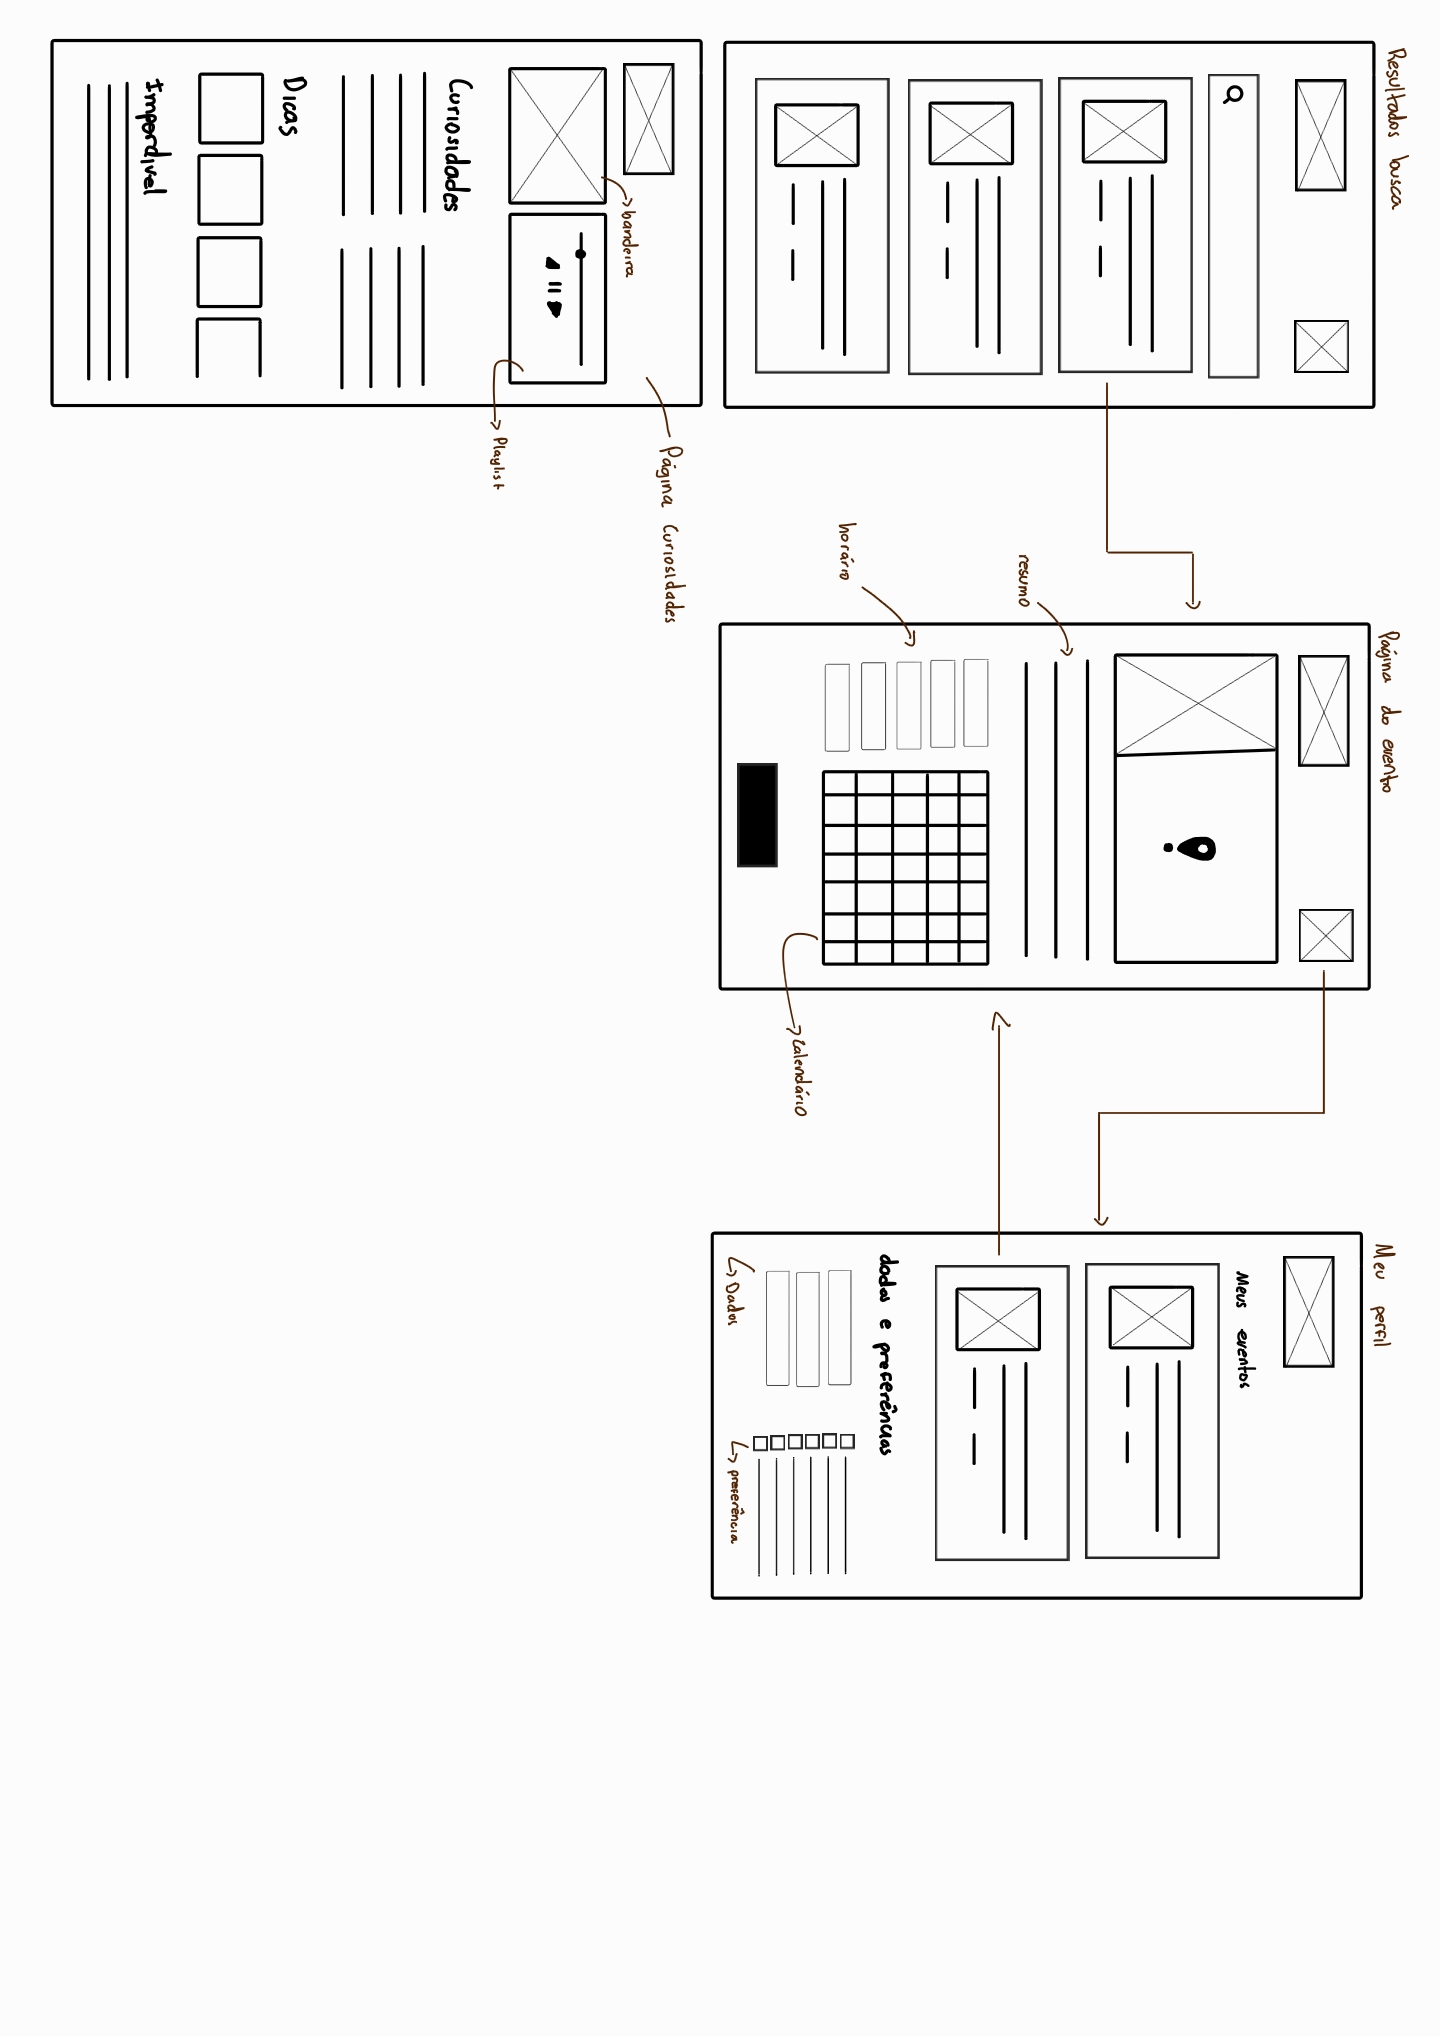 Resultados busca
Página do evento
resumo
horário
Calendário
Meu perfil
Meus eventos
dados e preferências
Dados
preferência
Página Curiosidades
bandeira
Playlist
Curiosidades
Dicas
Imperdivel